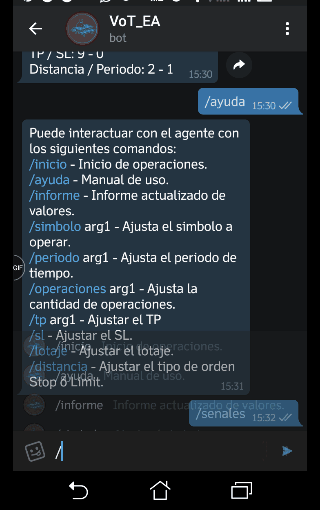 VoT_EA
bot
TP / SL: 9 - 0
Distancia / Periodo: 2 - 1
15:30
/ayuda 15:30
Puede interactuar con el agente con
los siguientes comandos:
/inicio - Inicio de operaciones.
/ayuda - Manual de uso.
/informe - Informe actualizado de
valores.
/simbolo arg1 - Ajusta el simbolo a
operar.
/periodo arg1 - Ajusta el periodo de
tiempo.
/operaciones arg1 - Ajusta la
cantidad de operaciones.
/tp arg1 - Ajustar el TP
/sl - Ajustar el SL.
/lotaje - Ajustar el lotaje.
/distancia - Ajustar el tipo de orden
Stop o Limit.
15:31
/inicio Inicio de operaciones.
/ayuda Manual de uso.
/informe Informe actualizado de valores.
/senales 15:32
GIF
/